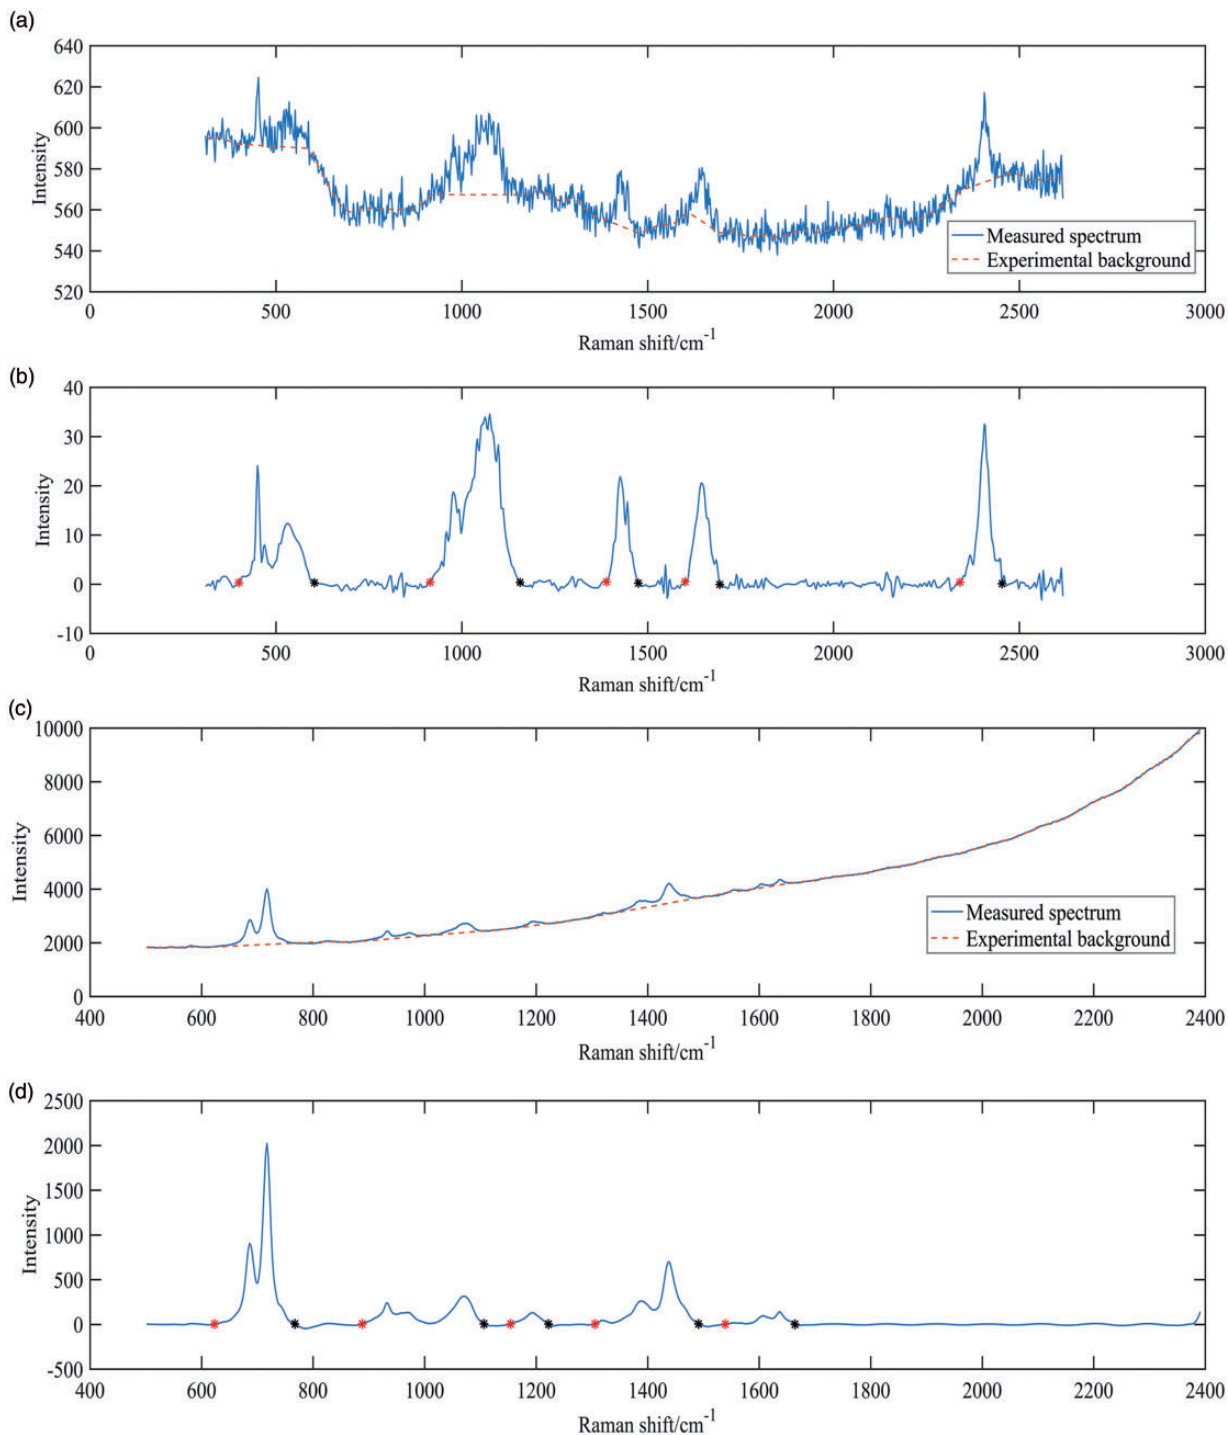 (a)
640
620
600
580
560
540
520
Intensity
Measured spectrum
Experimental background
0 500 1000 1500 2000 2500 3000
Raman shift/cm-1
(b)
40
30
20
10
0
-10
Intensity
0 500 1000 1500 2000 2500 3000
Raman shift/cm-1
(c)
10000
8000
6000
4000
2000
0
Intensity
Measured spectrum
Experimental background
400 600 800 1000 1200 1400 1600 1800 2000 2200 2400
Raman shift/cm-1
(d)
2500
2000
1500
1000
500
0
-500
Intensity
400 600 800 1000 1200 1400 1600 1800 2000 2200 2400
Raman shift/cm-1